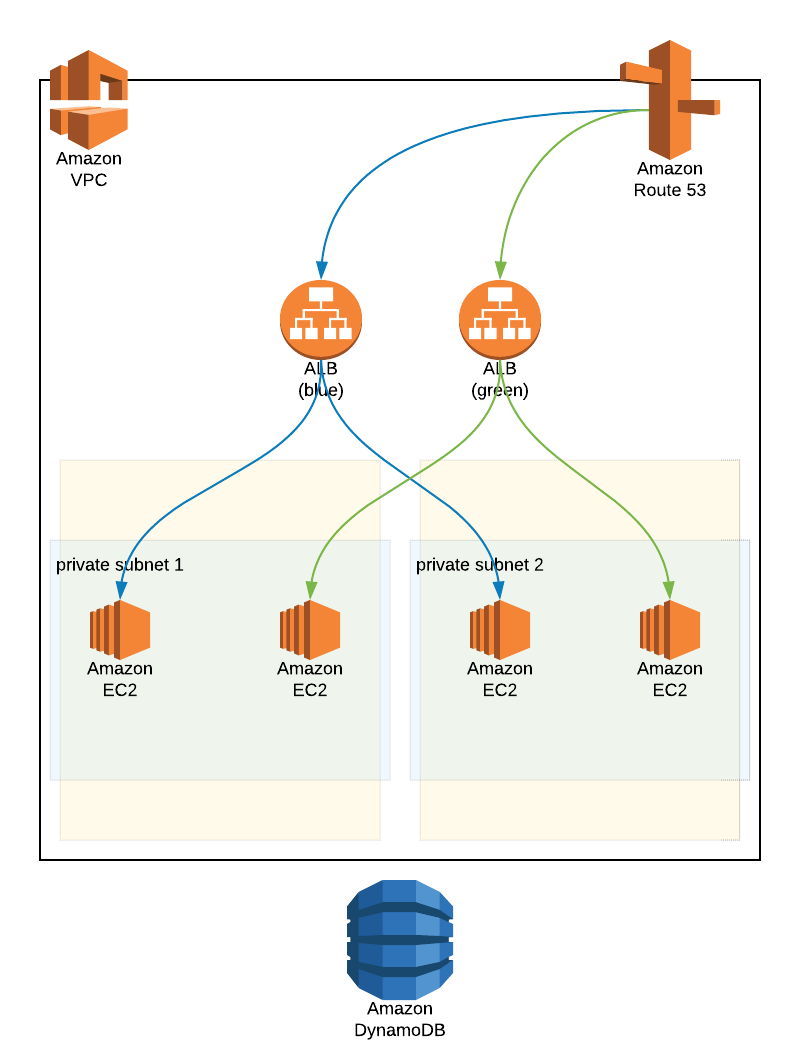 Amazon
VPC
Amazon
Route 53
ALB
(blue)
ALB
(green)
private subnet 1
private subnet 2
Amazon
EC2
Amazon
EC2
Amazon
EC2
Amazon
EC2
Amazon
DynamoDB